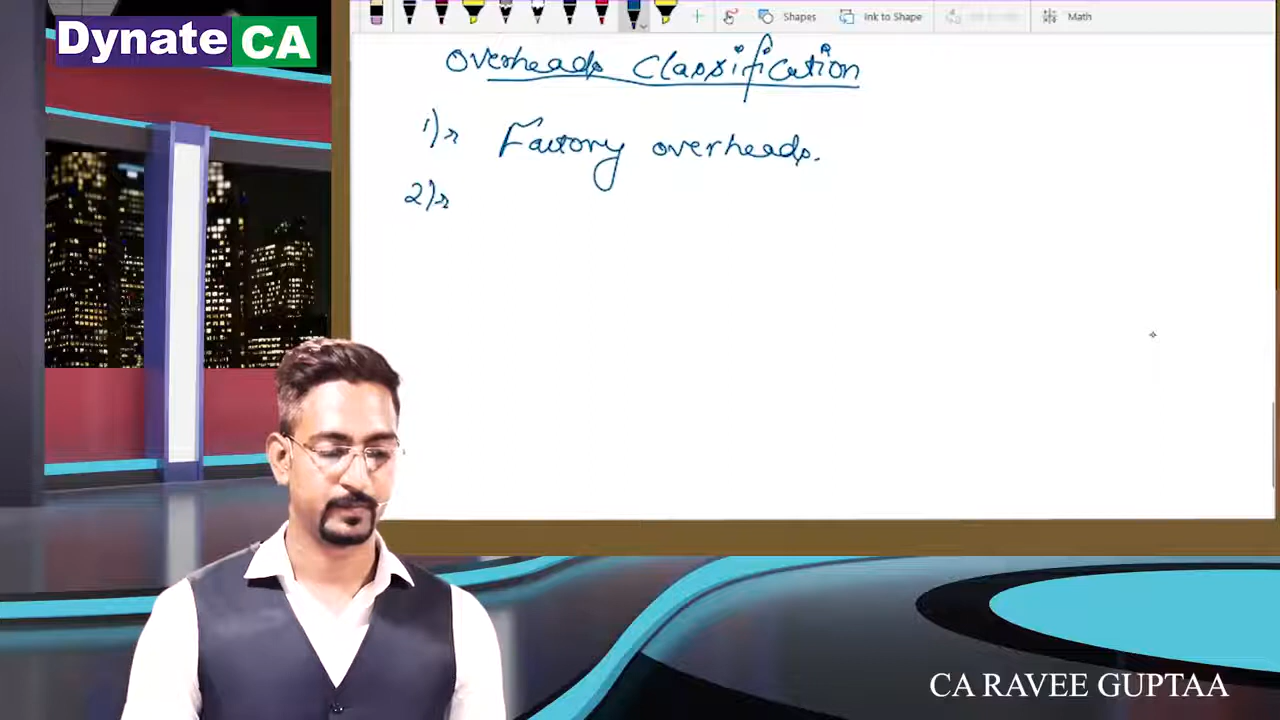 Dynate CA
Shapes
Ink to Shape
Math
Overheads Classification
1) Factory overheads.
2)
CA RAVEE GUPTAA